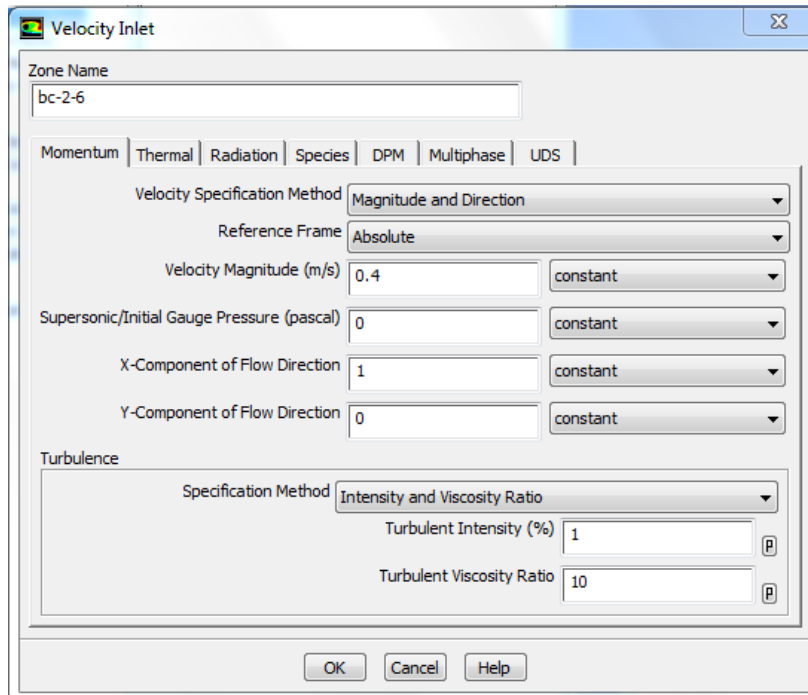 Velocity Inlet
Zone Name
bc-2-6
Momentum Thermal Radiation Species DPM Multiphase UDS
Velocity Specification Method Magnitude and Direction
Reference Frame Absolute
Velocity Magnitude (m/s) 0.4 constant
Supersonic/Initial Gauge Pressure (pascal) 0 constant
X-Component of Flow Direction 1 constant
Y-Component of Flow Direction 0 constant
Turbulence
Specification Method Intensity and Viscosity Ratio
Turbulent Intensity (%) 1 P
Turbulent Viscosity Ratio 10 P
OK Cancel Help